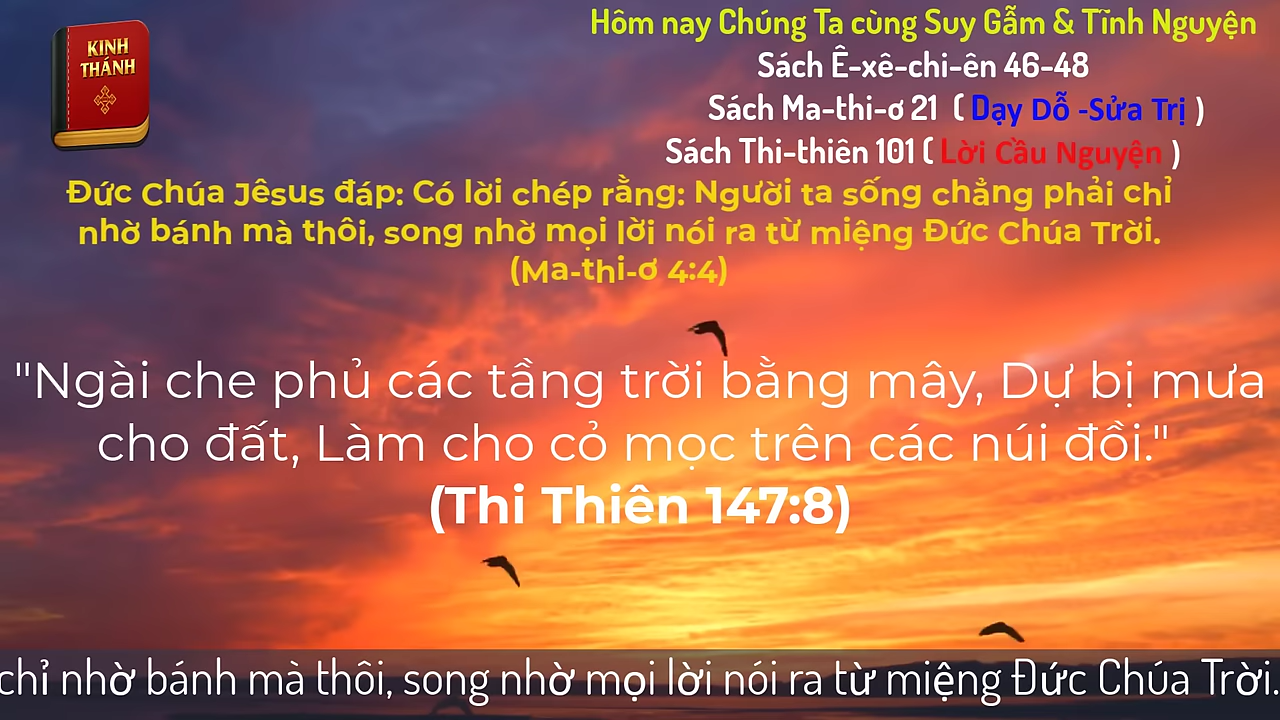 KINH
THÁNH
Hôm nay Chúng Ta cùng Suy Gẫm & Tĩnh Nguyện
Sách Ê-xê-chi-ên 46-48
Sách Ma-thi-ơ 21 ( Dạy Dỗ -Sửa Trị )
Sách Thi-thiên 101 ( Lời Cầu Nguyện )
Đức Chúa Jêsus đáp: Có lời chép rằng: Người ta sống chẳng phải chỉ
nhờ bánh mà thôi, song nhờ mọi lời nói ra từ miệng Đức Chúa Trời.
(Ma-thi-ơ 4:4)
"Ngài che phủ các tầng trời bằng mây, Dự bị mưa
cho đất, Làm cho cỏ mọc trên các núi đồi."
(Thi Thiên 147:8)
chỉ nhờ bánh mà thôi, song nhờ mọi lời nói ra từ miệng Đức Chúa Trời.